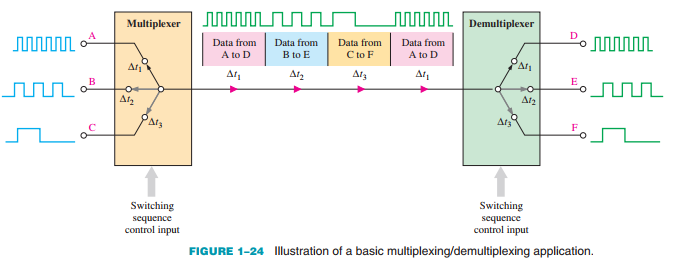 Multiplexer
Demultiplexer
A
D
Data from
A to D
Data from
B to E
Data from
C to F
Data from
A to D
Δt₁
Δt₁
B
E
Δt₁
Δt₂
Δt₃
Δt₁
Δt₂
Δt₂
Δt₃
Δt₃
C
F
Switching
sequence
control input
Switching
sequence
control input
FIGURE 1–24 Illustration of a basic multiplexing/demultiplexing application.